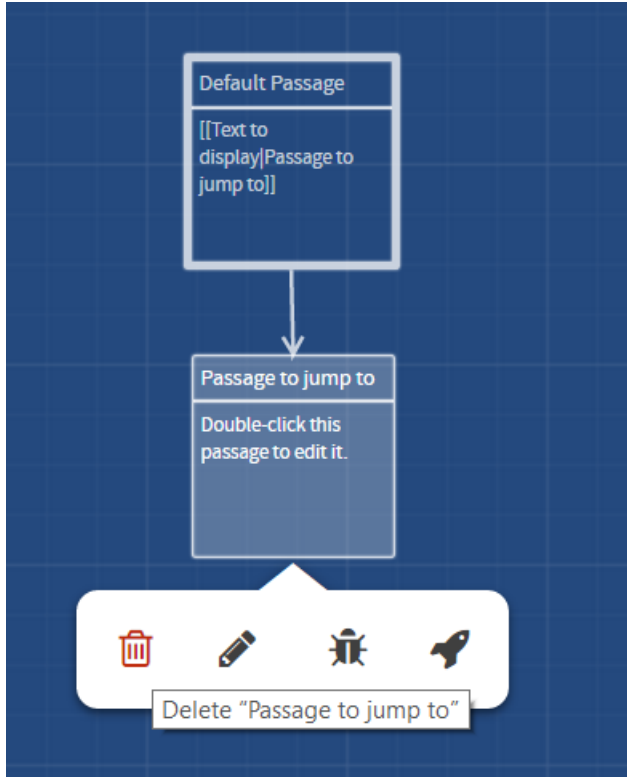 Default Passage
[[Text to
display|Passage to
jump to]]
Passage to jump to
Double-click this
passage to edit it.
Delete “Passage to jump to”